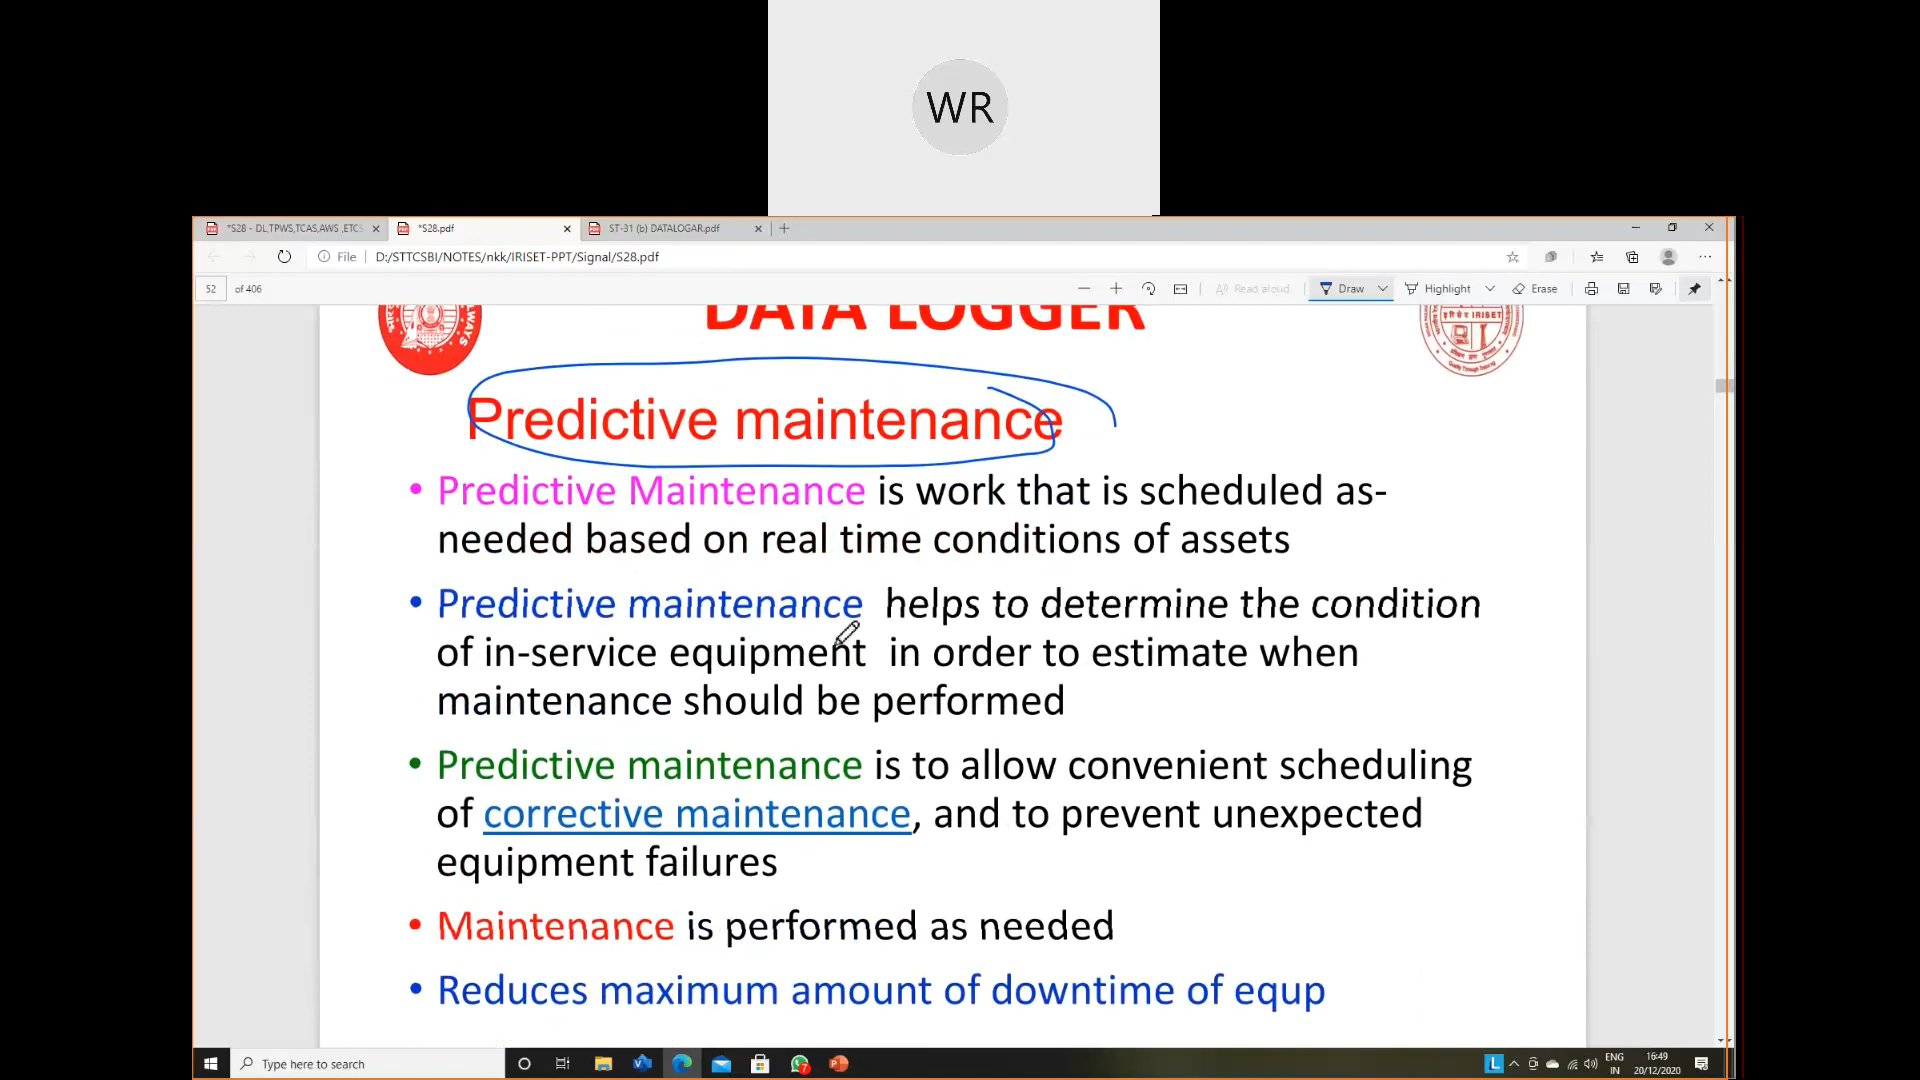 WR
*S28 - DL,TPWS,TCAS,AWS ,ETCS
*S28.pdf
ST-31 (b) DATALOGAR.pdf
File D:/STTCSBI/NOTES/nkk/IRISET-PPT/Signal/S28.pdf
52 of 406
Read aloud Draw Highlight Erase
DATA LOGGER
IRISET
Predictive maintenance
• Predictive Maintenance is work that is scheduled as-
needed based on real time conditions of assets
• Predictive maintenance helps to determine the condition
of in-service equipment in order to estimate when
maintenance should be performed
• Predictive maintenance is to allow convenient scheduling
of corrective maintenance, and to prevent unexpected
equipment failures
• Maintenance is performed as needed
• Reduces maximum amount of downtime of equp
Type here to search
7
L
ENG
IN
16:49
20/12/2020